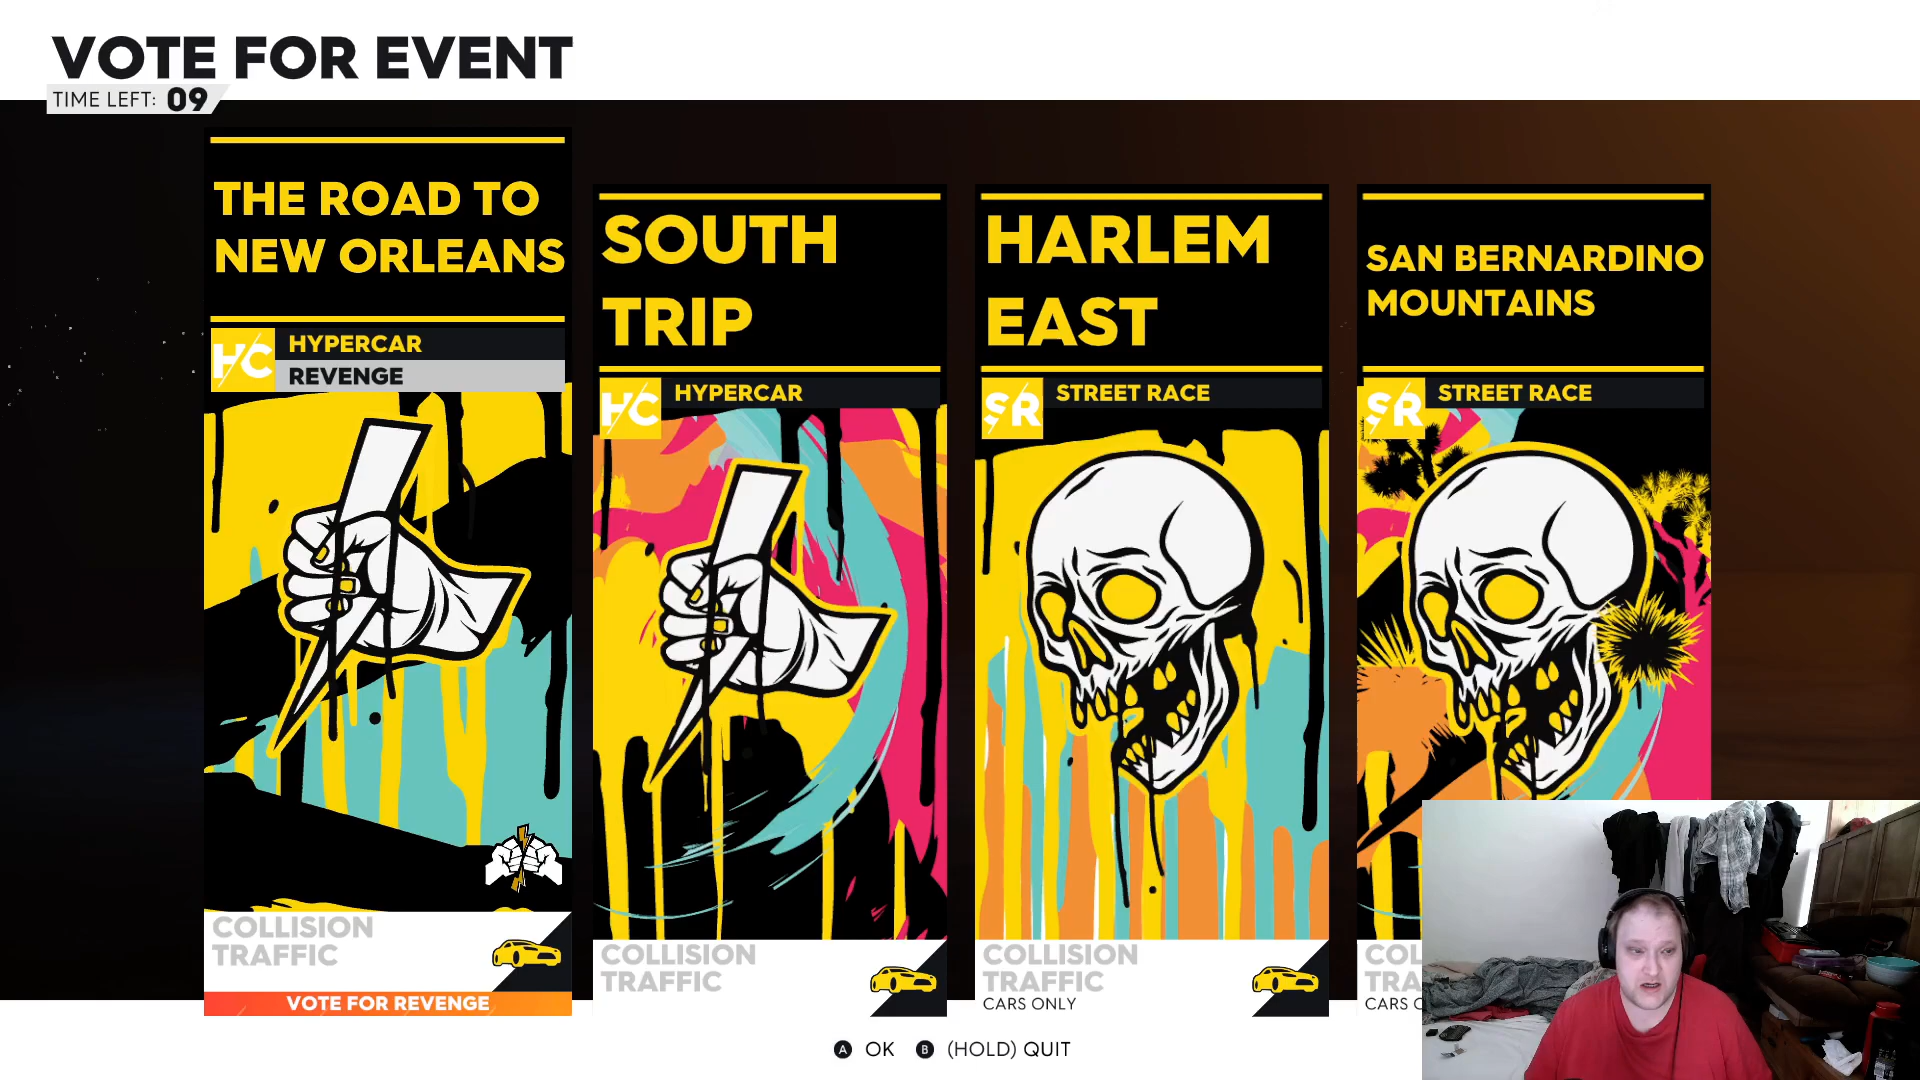 VOTE FOR EVENT
TIME LEFT: 09
THE ROAD TO
NEW ORLEANS
HC
HYPERCAR
REVENGE
COLLISION
TRAFFIC
VOTE FOR REVENGE
SOUTH
TRIP
HC
HYPERCAR
COLLISION
TRAFFIC
HARLEM
EAST
SR
STREET RACE
COLLISION
TRAFFIC
CARS ONLY
SAN BERNARDINO
MOUNTAINS
SR
STREET RACE
CARS
A OK B (HOLD) QUIT